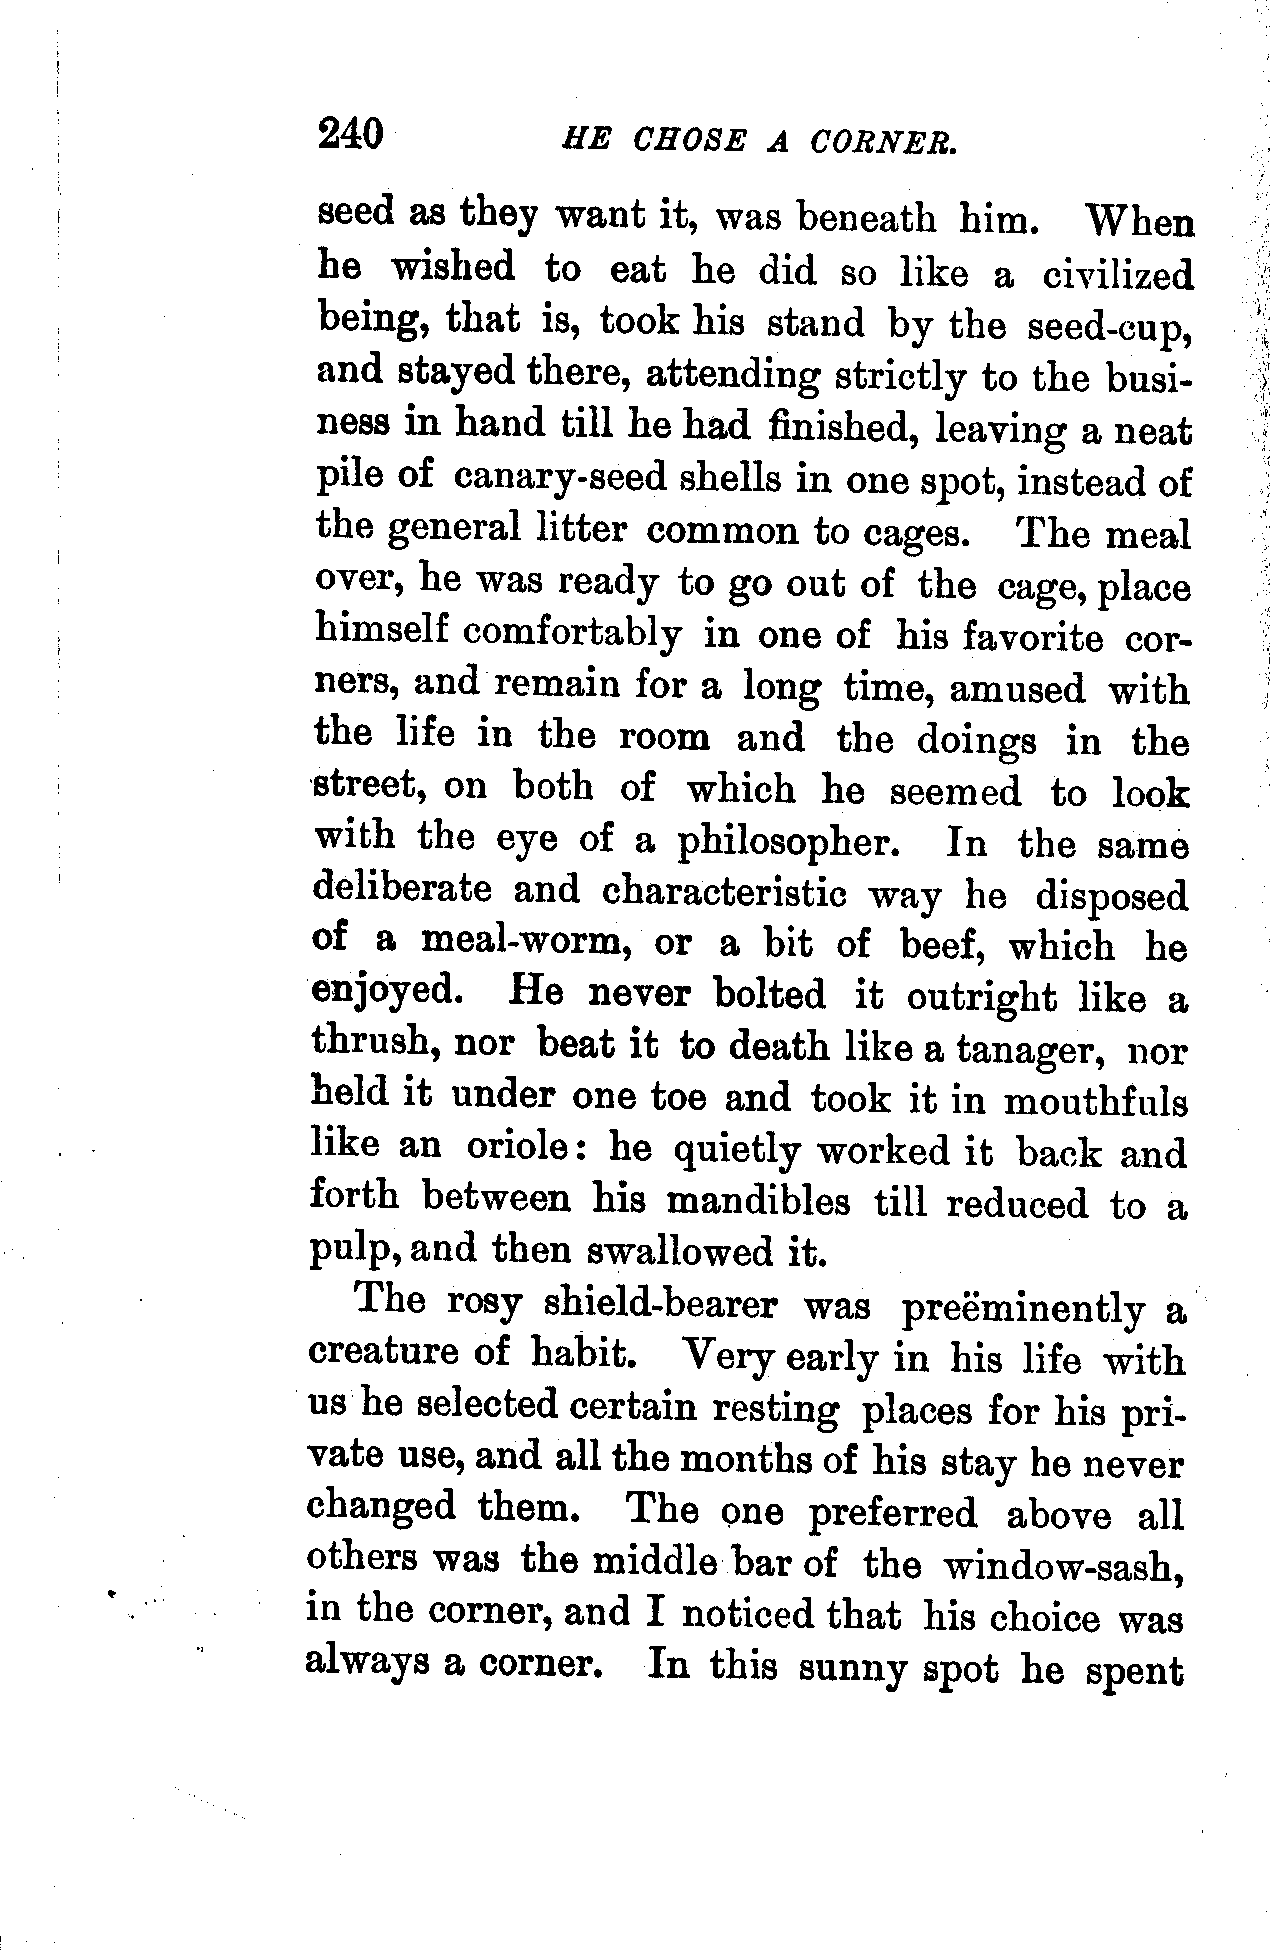 240 HE CHOSE A CORNER.
seed as they want it, was beneath him. When
he wished to eat he did so like a civilized
being, that is, took his stand by the seed-cup,
and stayed there, attending strictly to the busi-
ness in hand till he had finished, leaving a neat
pile of canary-seed shells in one spot, instead of
the general litter common to cages. The meal
over, he was ready to go out of the cage, place
himself comfortably in one of his favorite cor-
ners, and remain for a long time, amused with
the life in the room and the doings in the
street, on both of which he seemed to look
with the eye of a philosopher. In the same
deliberate and characteristic way he disposed
of a meal-worm, or a bit of beef, which he
enjoyed. He never bolted it outright like a
thrush, nor beat it to death like a tanager, nor
held it under one toe and took it in mouthfuls
like an oriole: he quietly worked it back and
forth between his mandibles till reduced to a
pulp, and then swallowed it.
The rosy shield-bearer was preëminently a
creature of habit. Very early in his life with
us he selected certain resting places for his pri-
vate use, and all the months of his stay he never
changed them. The one preferred above all
others was the middle bar of the window-sash,
in the corner, and I noticed that his choice was
always a corner. In this sunny spot he spent